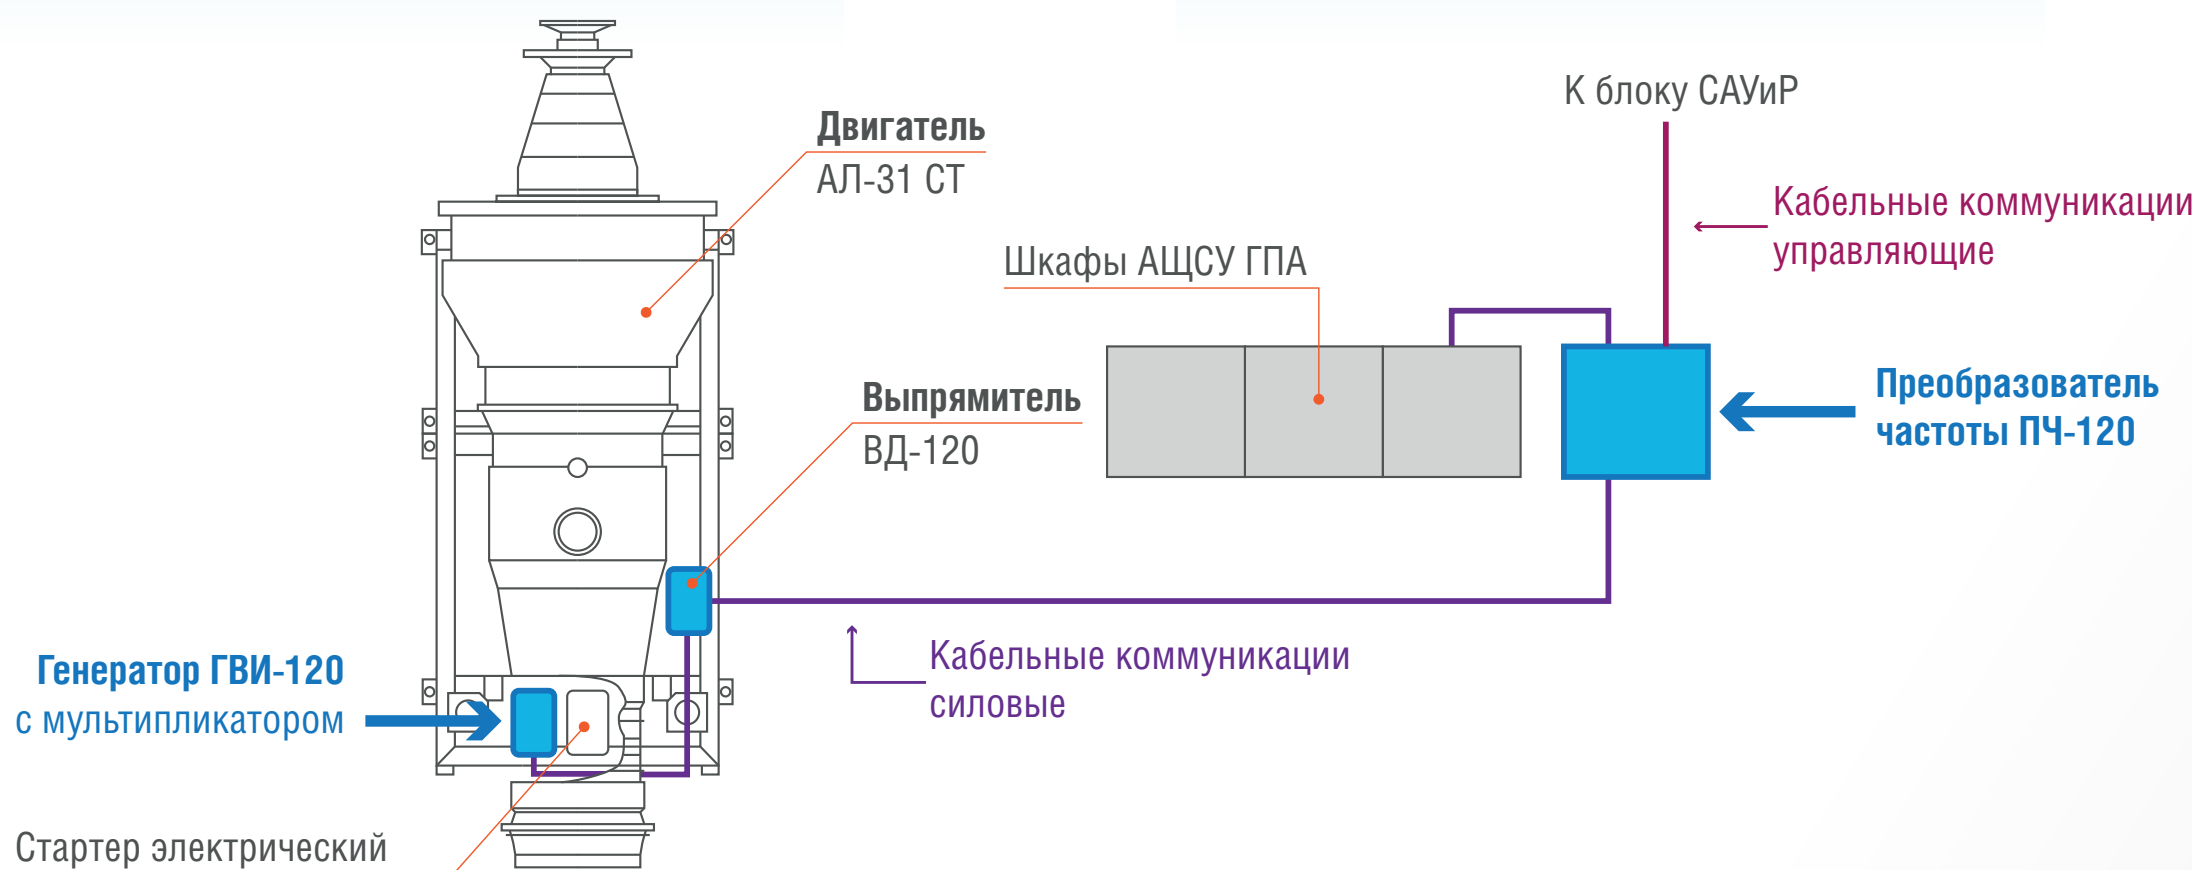 К блоку САУиР
Двигатель
АЛ-31 СТ
Кабельные коммуникации
управляющие
Шкафы АЩСУ ГПА
Выпрямитель
ВД-120
Преобразователь
частоты ПЧ-120
Генератор ГВИ-120
с мультипликатором
Кабельные коммуникации
силовые
Стартер электрический